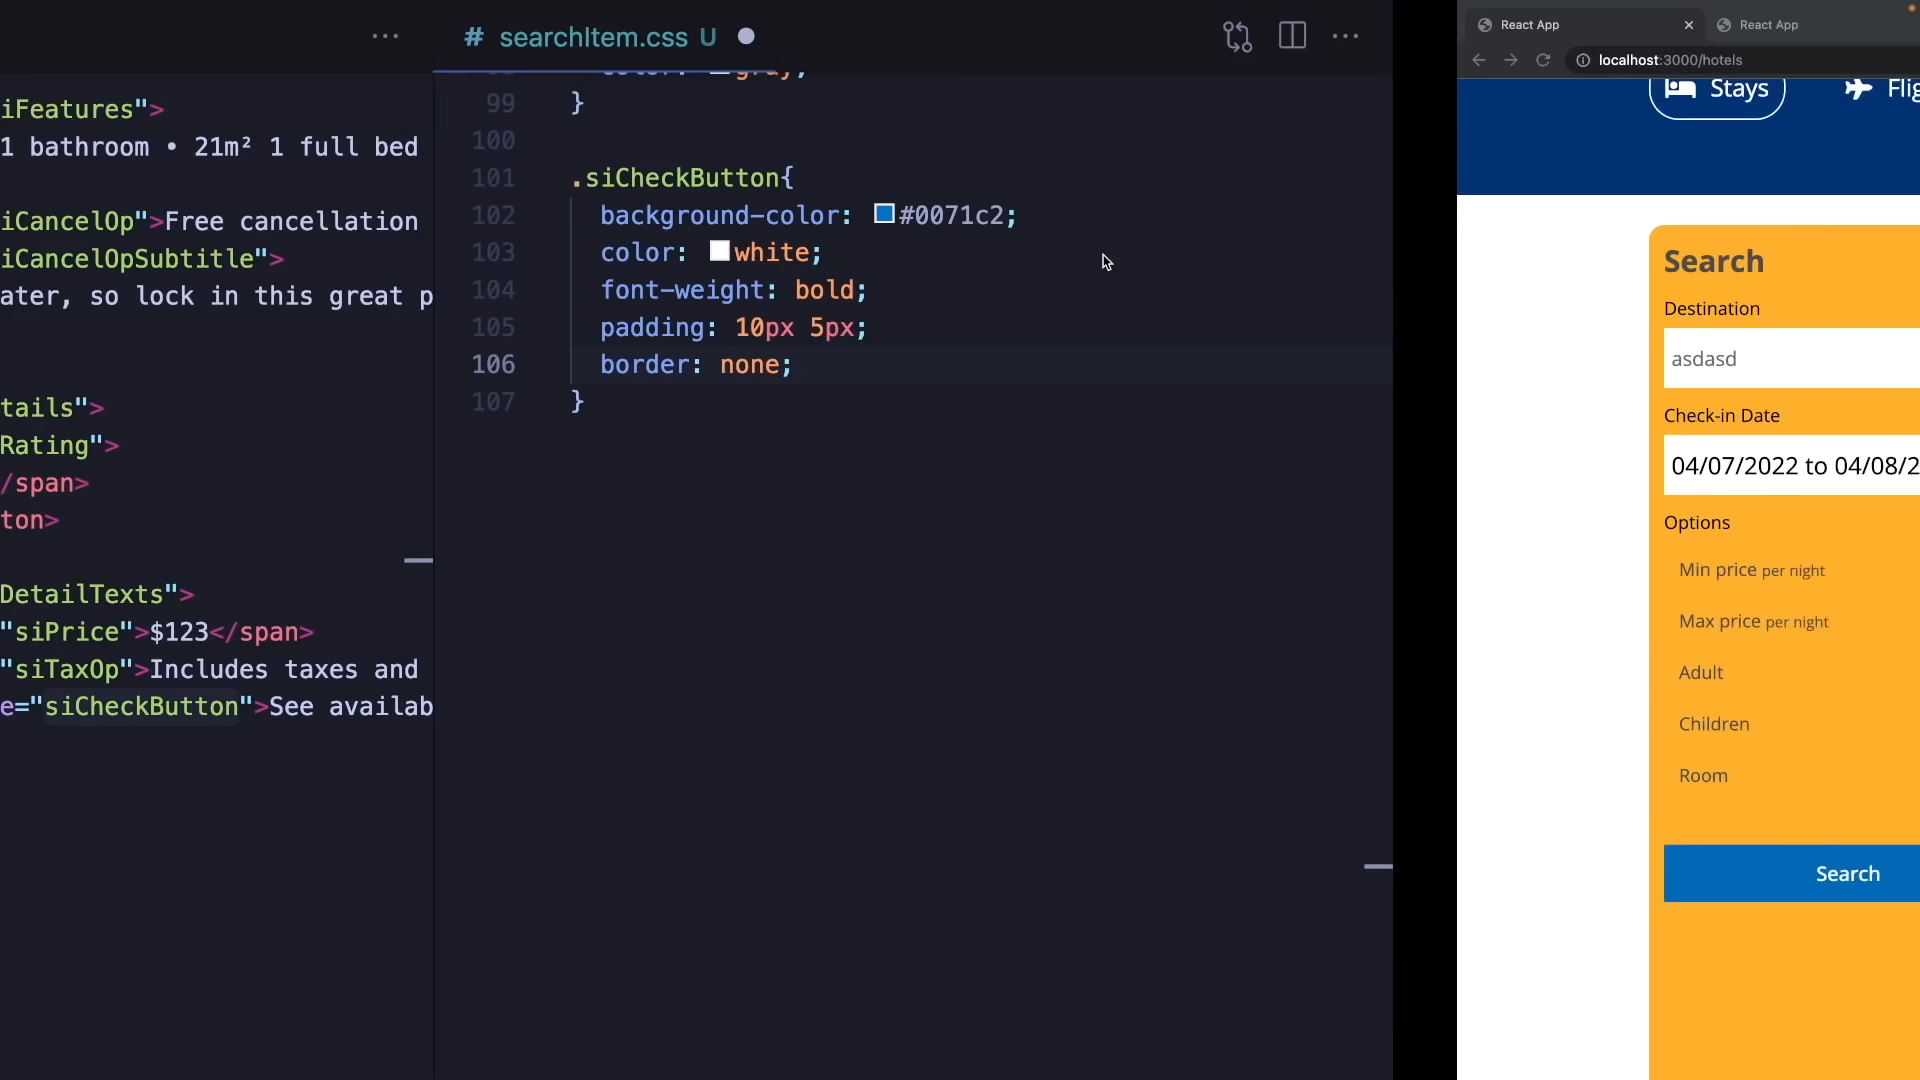 # searchItem.css U
iFeatures">
1 bathroom • 21m² 1 full bed
iCancelOp">Free cancellation
iCancelOpSubtitle">
ater, so lock in this great p
tails">
Rating">
/span>
ton>
DetailTexts">
"siPrice">$123</span>
"siTaxOp">Includes taxes and
e="siCheckButton">See availab
color: gray;
99 }
100
101 .siCheckButton{
102 background-color: #0071c2;
103 color: white;
104 font-weight: bold;
105 padding: 10px 5px;
106 border: none;
107 }
React App
React App
localhost:3000/hotels
Stays
Flig
Search
Destination
asdasd
Check-in Date
04/07/2022 to 04/08/2
Options
Min price per night
Max price per night
Adult
Children
Room
Search